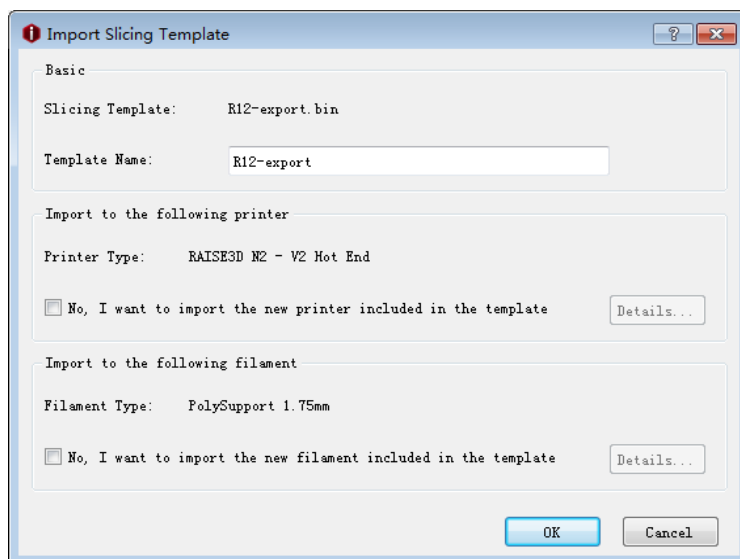 Import Slicing Template
Basic
Slicing Template: R12-export.bin
Template Name: R12-export
Import to the following printer
Printer Type: RAISE3D N2 - V2 Hot End
No, I want to import the new printer included in the template Details...
Import to the following filament
Filament Type: PolySupport 1.75mm
No, I want to import the new filament included in the template Details...
OK Cancel